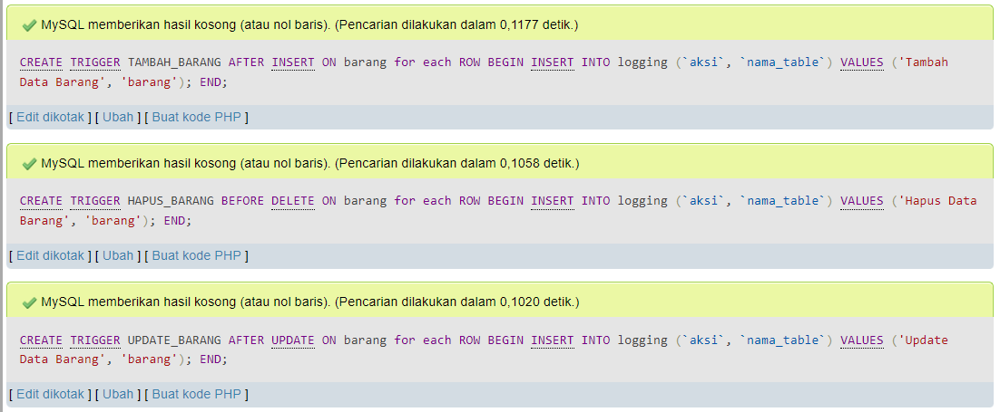 MySQL memberikan hasil kosong (atau nol baris). (Pencarian dilakukan dalam 0,1177 detik.)
CREATE TRIGGER TAMBAH_BARANG AFTER INSERT ON barang for each ROW BEGIN INSERT INTO logging (`aksi`, `nama_table`) VALUES ('Tambah
Data Barang', 'barang'); END;
[ Edit dikotak ] [ Ubah ] [ Buat kode PHP ]
MySQL memberikan hasil kosong (atau nol baris). (Pencarian dilakukan dalam 0,1058 detik.)
CREATE TRIGGER HAPUS_BARANG BEFORE DELETE ON barang for each ROW BEGIN INSERT INTO logging (`aksi`, `nama_table`) VALUES ('Hapus Data
Barang', 'barang'); END;
[ Edit dikotak ] [ Ubah ] [ Buat kode PHP ]
MySQL memberikan hasil kosong (atau nol baris). (Pencarian dilakukan dalam 0,1020 detik.)
CREATE TRIGGER UPDATE_BARANG AFTER UPDATE ON barang for each ROW BEGIN INSERT INTO logging (`aksi`, `nama_table`) VALUES ('Update
Data Barang', 'barang'); END;
[ Edit dikotak ] [ Ubah ] [ Buat kode PHP ]